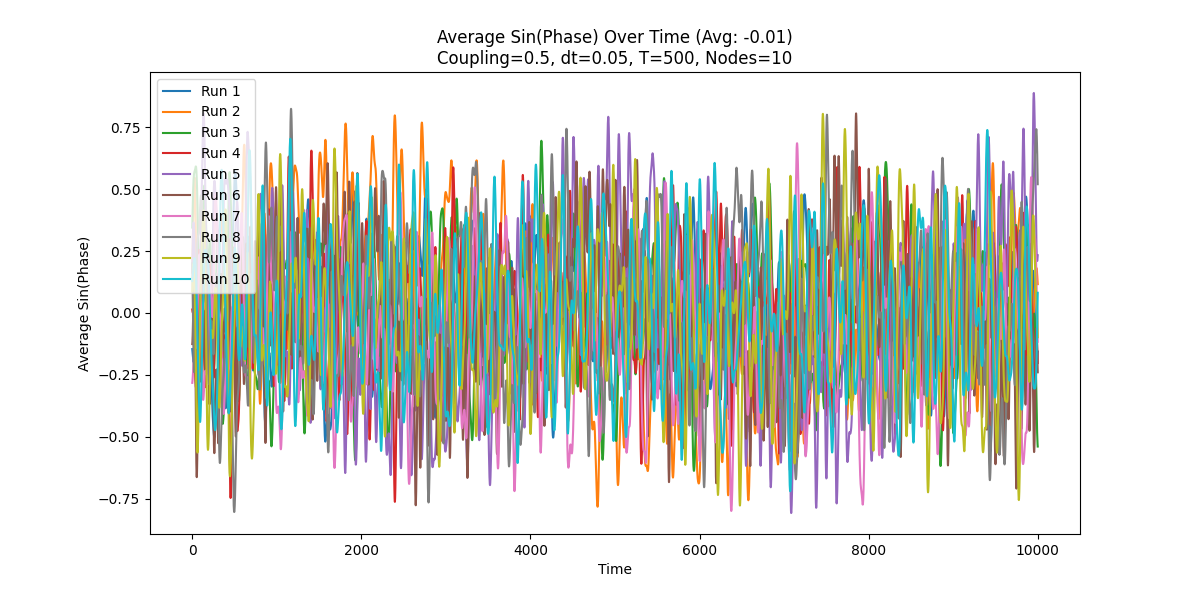 Average Sin(Phase) Over Time (Avg: -0.01)
Coupling=0.5, dt=0.05, T=500, Nodes=10
Run 1
Run 2
Run 3
Run 4
Run 5
Run 6
Run 7
Run 8
Run 9
Run 10
Average Sin(Phase)
0.75
0.50
0.25
0.00
−0.25
−0.50
−0.75
0
2000
4000
6000
8000
10000
Time